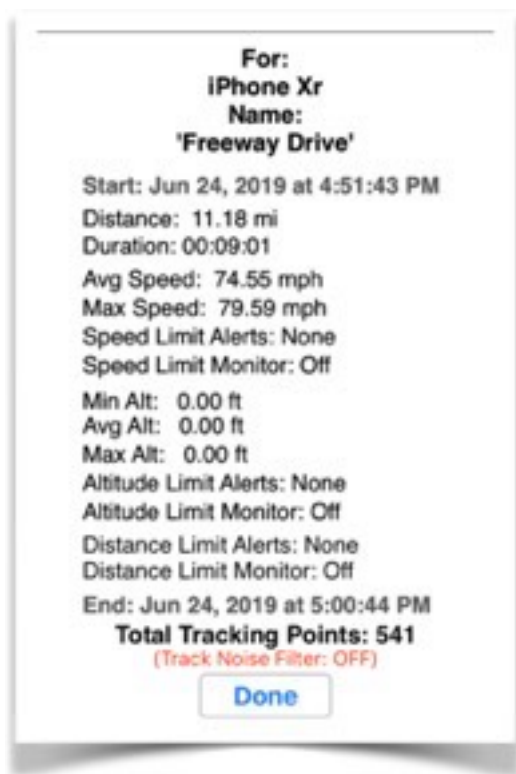 For:
iPhone Xr
Name:
'Freeway Drive'
Start: Jun 24, 2019 at 4:51:43 PM
Distance: 11.18 mi
Duration: 00:09:01
Avg Speed: 74.55 mph
Max Speed: 79.59 mph
Speed Limit Alerts: None
Speed Limit Monitor: Off
Min Alt: 0.00 ft
Avg Alt: 0.00 ft
Max Alt: 0.00 ft
Altitude Limit Alerts: None
Altitude Limit Monitor: Off
Distance Limit Alerts: None
Distance Limit Monitor: Off
End: Jun 24, 2019 at 5:00:44 PM
Total Tracking Points: 541
(Track Noise Filter: OFF)
Done